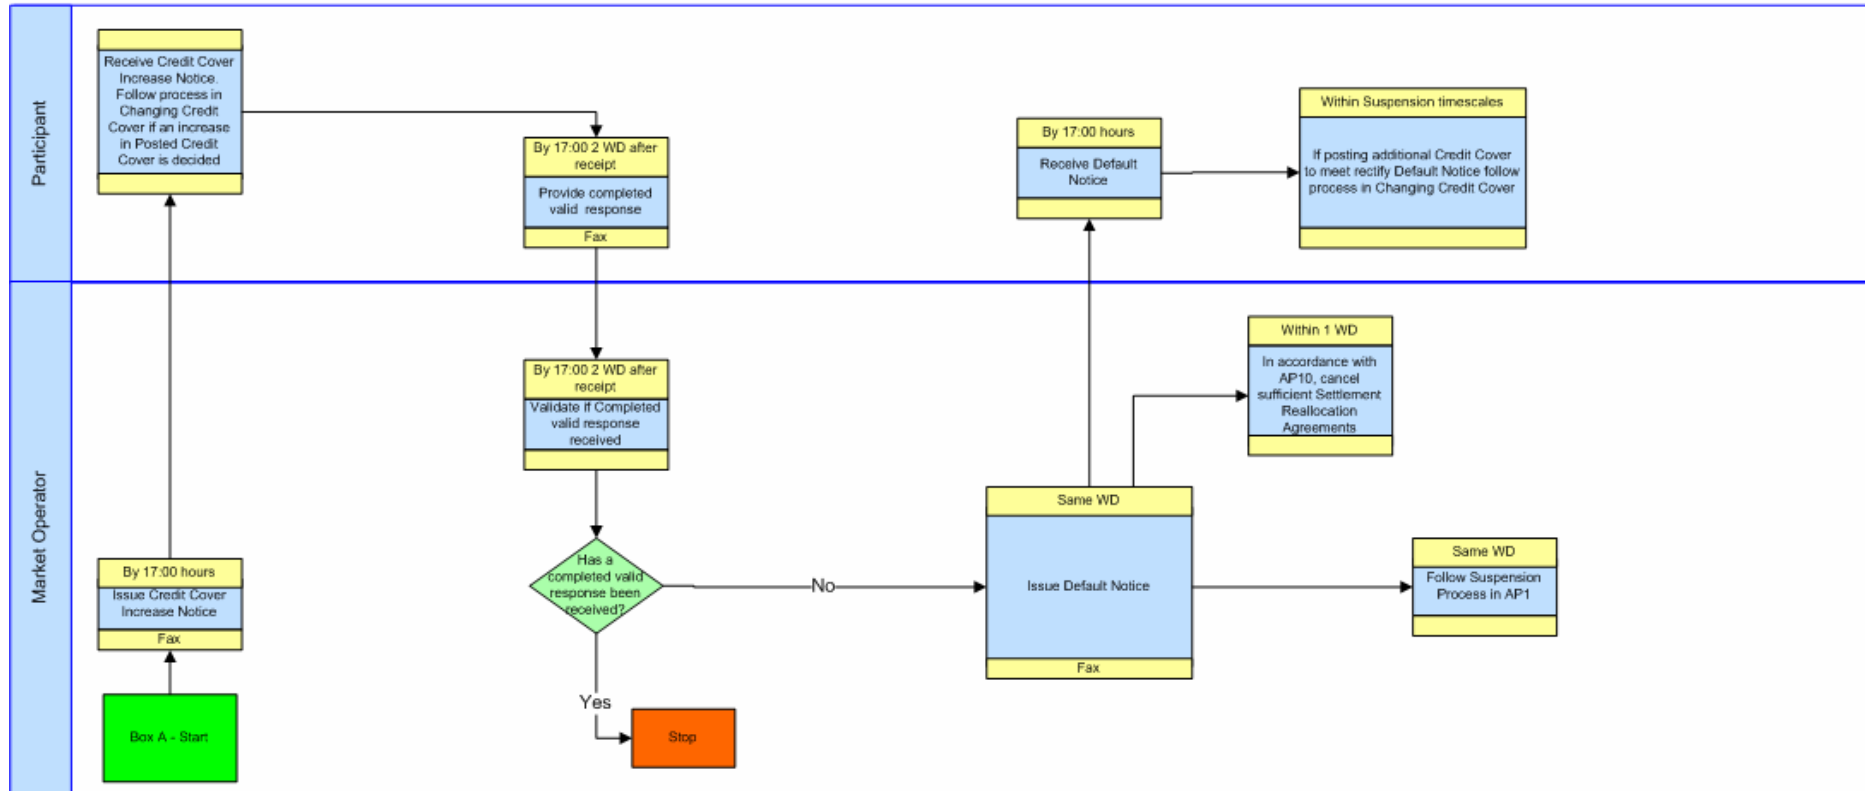 Participant
Receive Credit Cover
Increase Notice.
Follow process in
Changing Credit
Cover if an increase
in Posted Credit
Cover is decided
By 17:00 2 WD after
receipt
Provide completed
valid response
Fax
By 17:00 hours
Receive Default
Notice
Within Suspension timescales
If posting additional Credit Cover
to meet rectify Default Notice follow
process in Changing Credit Cover
Market Operator
By 17:00 hours
Issue Credit Cover
Increase Notice
Fax
Box A - Start
By 17:00 2 WD after
receipt
Validate if Completed
valid response
received
Has a
completed valid
response been
received?
No
Yes
Stop
Same WD
Issue Default Notice
Fax
Within 1 WD
In accordance with
AP10, cancel
sufficient Settlement
Reallocation
Agreements
Same WD
Follow Suspension
Process in AP1